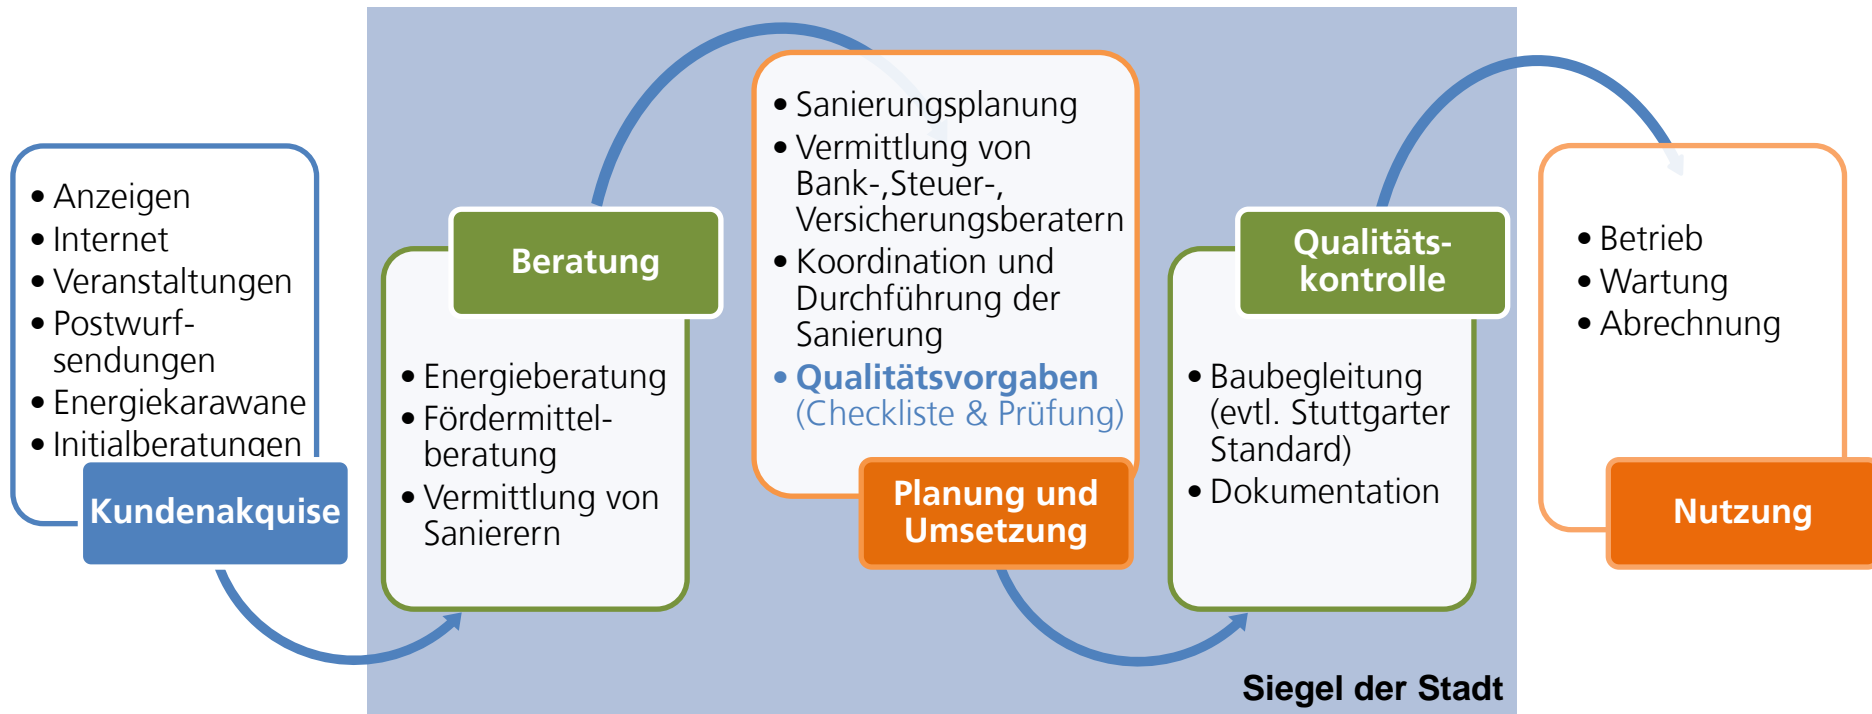 • Anzeigen
• Internet
• Veranstaltungen
• Postwurf-
sendungen
• Energiekarawane
• Initialberatungen
Kundenakquise
Beratung
• Energieberatung
• Fördermittel-
beratung
• Vermittlung von
Sanierern
• Sanierungsplanung
• Vermittlung von
Bank-,Steuer-,
Versicherungsberatern
• Koordination und
Durchführung der
Sanierung
• Qualitätsvorgaben
(Checkliste & Prüfung)
Planung und
Umsetzung
Qualitäts-
kontrolle
• Baubegleitung
(evtl. Stuttgarter
Standard)
• Dokumentation
• Betrieb
• Wartung
• Abrechnung
Nutzung
Siegel der Stadt